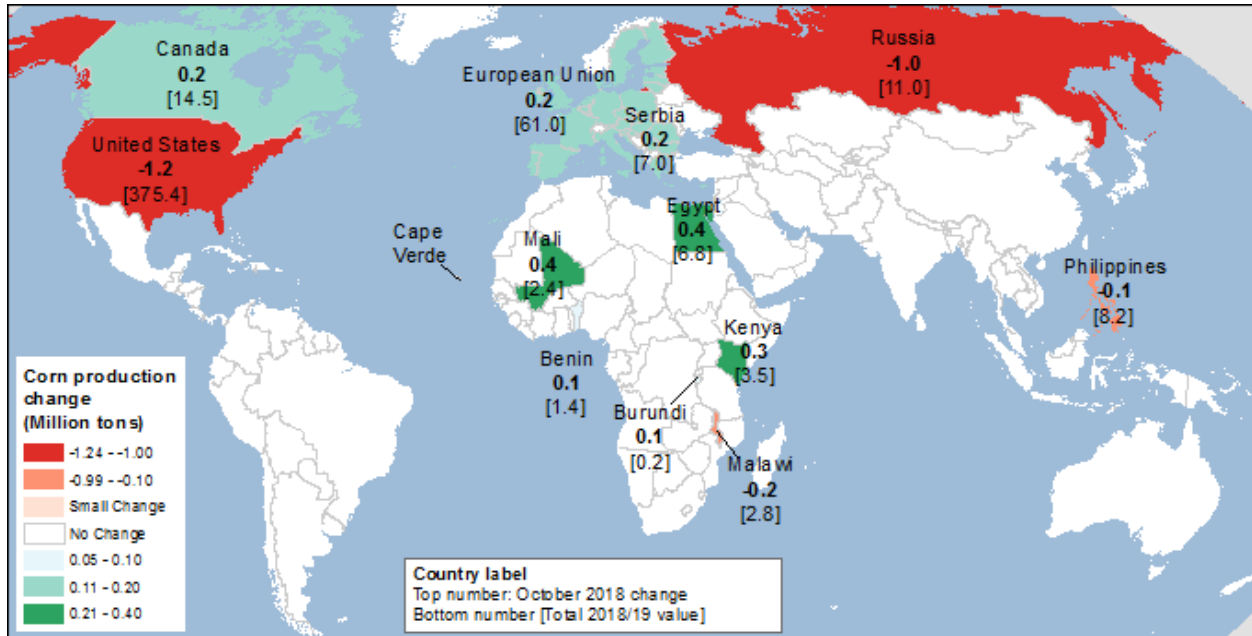 Canada
0.2
[14.5]
United States
-1.2
[375.4]
European Union
0.2
[61.0]
Serbia
0.2
[7.0]
Russia
-1.0
[11.0]
Cape
Verde
Mali
0.4
[2.4]
Egypt
0.4
[6.8]
Philippines
-0.1
[8.2]
Benin
0.1
[1.4]
Kenya
0.3
[3.5]
Burundi
0.1
[0.2]
Malawi
-0.2
[2.8]
Corn production
change
(Million tons)
-1.24 - -1.00
-0.99 - -0.10
Small Change
No Change
0.05 - 0.10
0.11 - 0.20
0.21 - 0.40
Country label
Top number: October 2018 change
Bottom number [Total 2018/19 value]